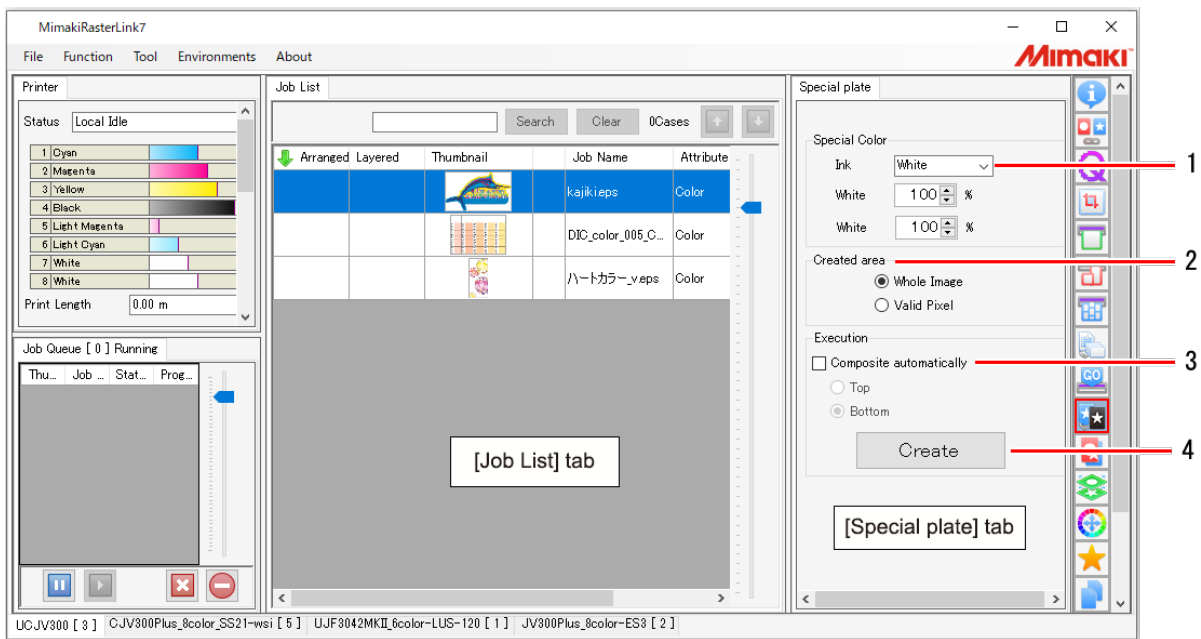 MimakiRasterLink7
File Function Tool Environments About
Mimaki
Printer
Status Local Idle
1 Cyan
2 Magenta
3 Yellow
4 Black
5 Light Magenta
6 Light Cyan
7 White
8 White
Print Length 0.00 m
Job Queue [ 0 ] Running
Thu... Job ... Stat... Prog...
Job List
Search Clear 0Cases
Arranged Layered Thumbnail Job Name Attribute
kajiki.eps Color
DIC_color_005_C... Color
ハートカラー_v.eps Color
[Job List] tab
Special plate
Special Color
Ink White
White 100 %
White 100 %
Created area
Whole Image
Valid Pixel
Execution
Composite automatically
Top
Bottom
Create
[Special plate] tab
GO
1
2
3
4
UCJV300 [ 3 ] CJV300Plus_8color_SS21-wsi [ 5 ] UJF3042MKII_6color-LUS-120 [ 1 ] JV300Plus_8color-ES3 [ 2 ]